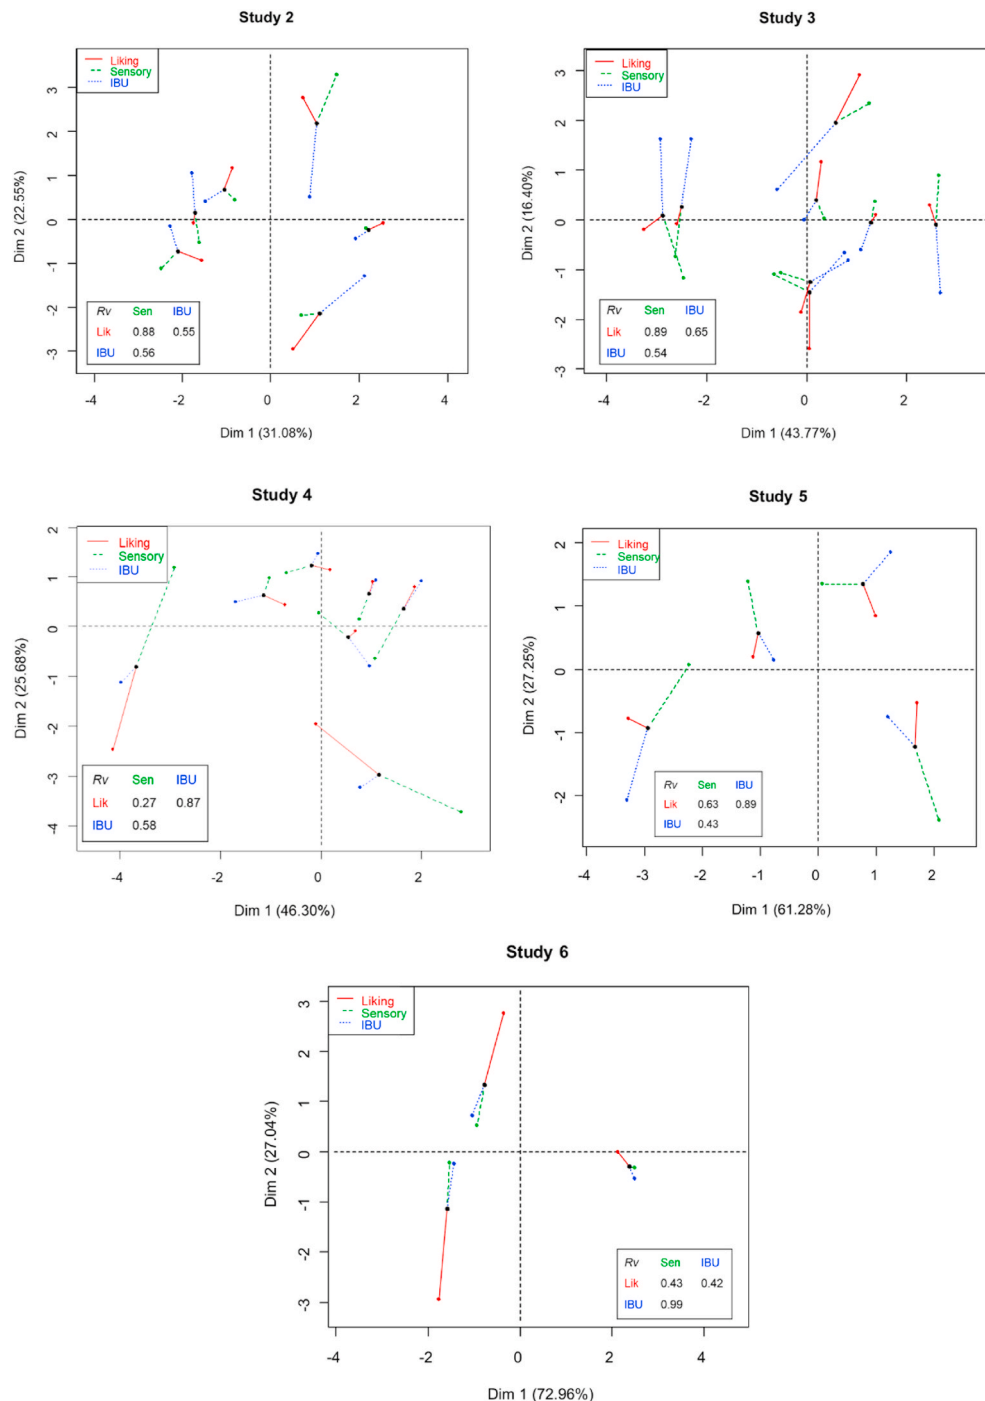 Study 2
Liking
Sensory
IBU
Dim 2 (22.55%)
3
2
1
0
-1
-2
-3
Rv Sen IBU
Lik 0.88 0.55
IBU 0.56
-4 -2 0 2 4
Dim 1 (31.08%)
Study 3
Liking
Sensory
IBU
Dim 2 (16.40%)
3
2
1
0
-1
-2
-3
Rv Sen IBU
Lik 0.89 0.65
IBU 0.54
-4 -2 0 2
Dim 1 (43.77%)
Study 4
Liking
Sensory
IBU
Dim 2 (25.68%)
2
1
0
-1
-2
-3
-4
Rv Sen IBU
Lik 0.27 0.87
IBU 0.58
-4 -2 0 2
Dim 1 (46.30%)
Study 5
Liking
Sensory
IBU
Dim 2 (27.25%)
2
1
0
-1
-2
Rv Sen IBU
Lik 0.63 0.89
IBU 0.43
-4 -3 -2 -1 0 1 2
Dim 1 (61.28%)
Study 6
Liking
Sensory
IBU
Dim 2 (27.04%)
3
2
1
0
-1
-2
-3
Rv Sen IBU
Lik 0.43 0.42
IBU 0.99
-4 -2 0 2 4
Dim 1 (72.96%)